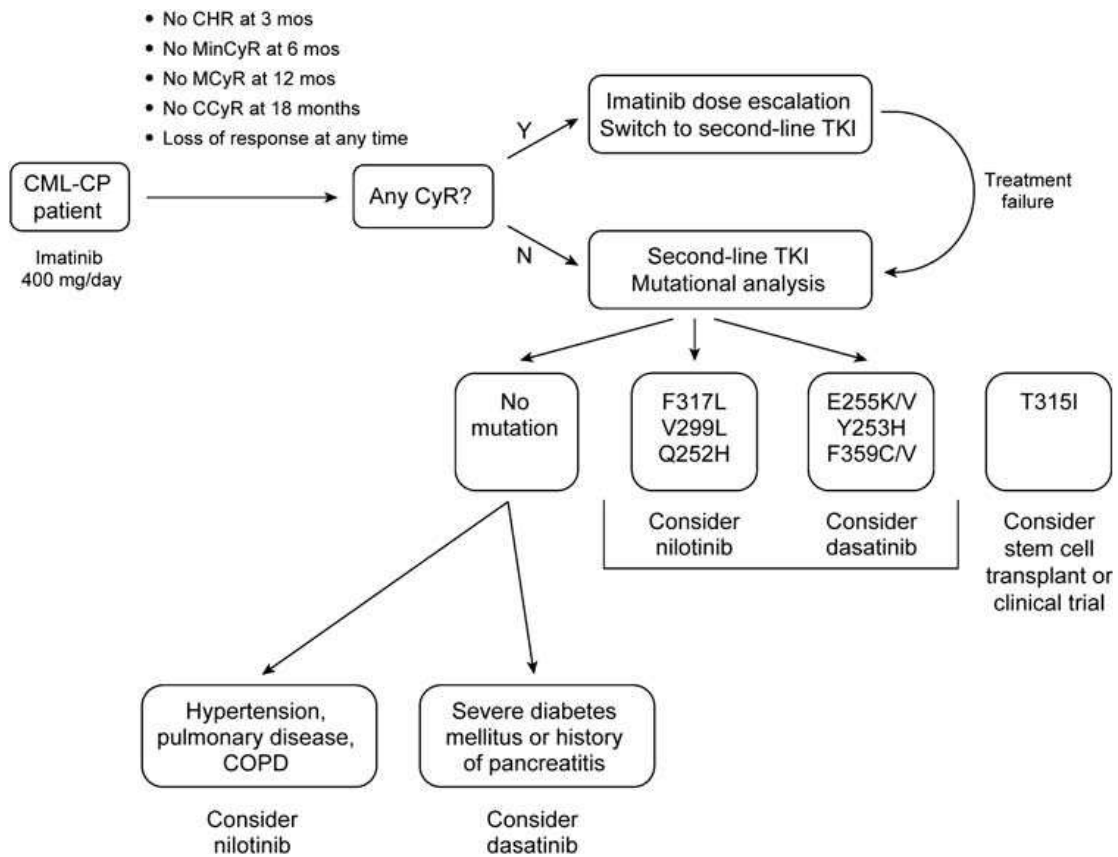 • No CHR at 3 mos
• No MinCyR at 6 mos
• No MCyR at 12 mos
• No CCyR at 18 months
• Loss of response at any time
CML-CP
patient
Imatinib
400 mg/day
Any CyR?
Y
N
Imatinib dose escalation
Switch to second-line TKI
Treatment
failure
Second-line TKI
Mutational analysis
No
mutation
F317L
V299L
Q252H
E255K/V
Y253H
F359C/V
T315I
Consider
nilotinib
Consider
dasatinib
Consider
stem cell
transplant or
clinical trial
Hypertension,
pulmonary disease,
COPD
Severe diabetes
mellitus or history
of pancreatitis
Consider
nilotinib
Consider
dasatinib